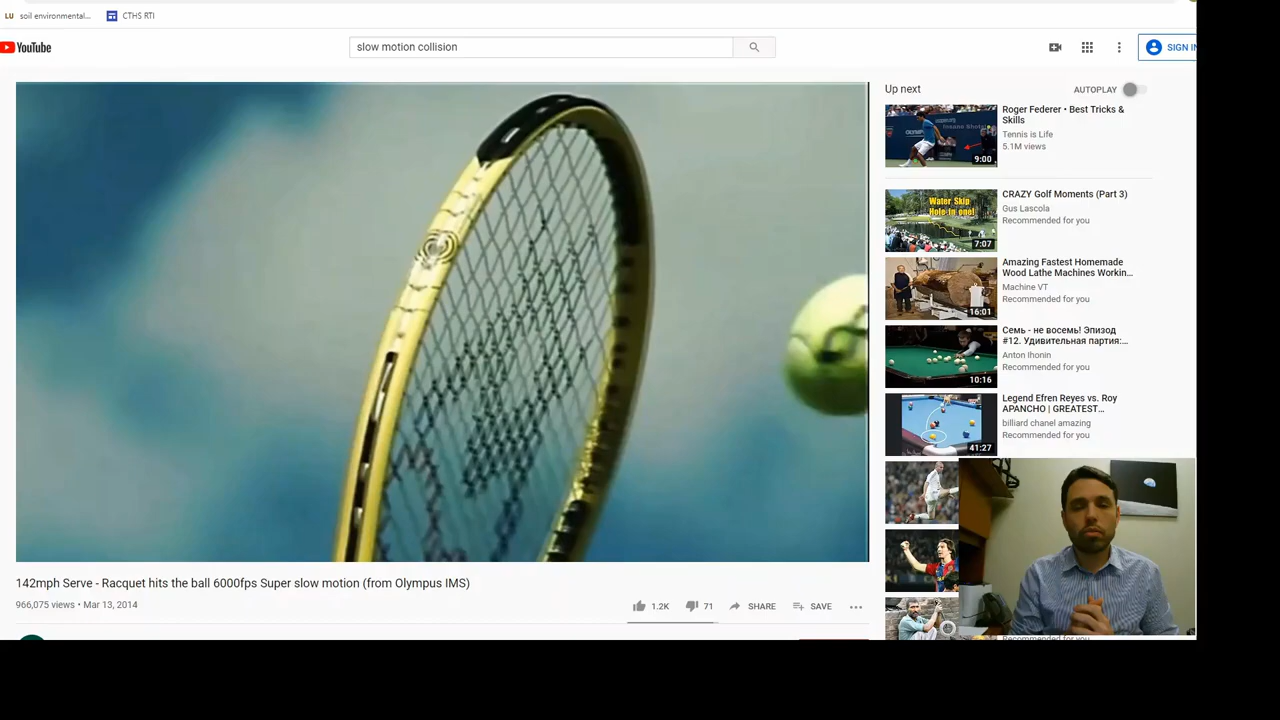 soil environmental...
CTHS RTI
YouTube
slow motion collision
SIGN IN
Up next
AUTOPLAY
Roger Federer • Best Tricks &
Skills
Tennis is Life
5.1M views
9:00
CRAZY Golf Moments (Part 3)
Gus Lascola
Recommended for you
Water Skip
Hole-in one!
7:07
Amazing Fastest Homemade
Wood Lathe Machines Workin...
Machine VT
Recommended for you
16:01
Семь - не восемь! Эпизод
#12. Удивительная партия:...
Anton Ihonin
Recommended for you
10:16
Legend Efren Reyes vs. Roy
APANCHO | GREATEST...
billiard chanel amazing
Recommended for you
41:27
142mph Serve - Racquet hits the ball 6000fps Super slow motion (from Olympus IMS)
966,075 views • Mar 13, 2014
1.2K
71
SHARE
SAVE